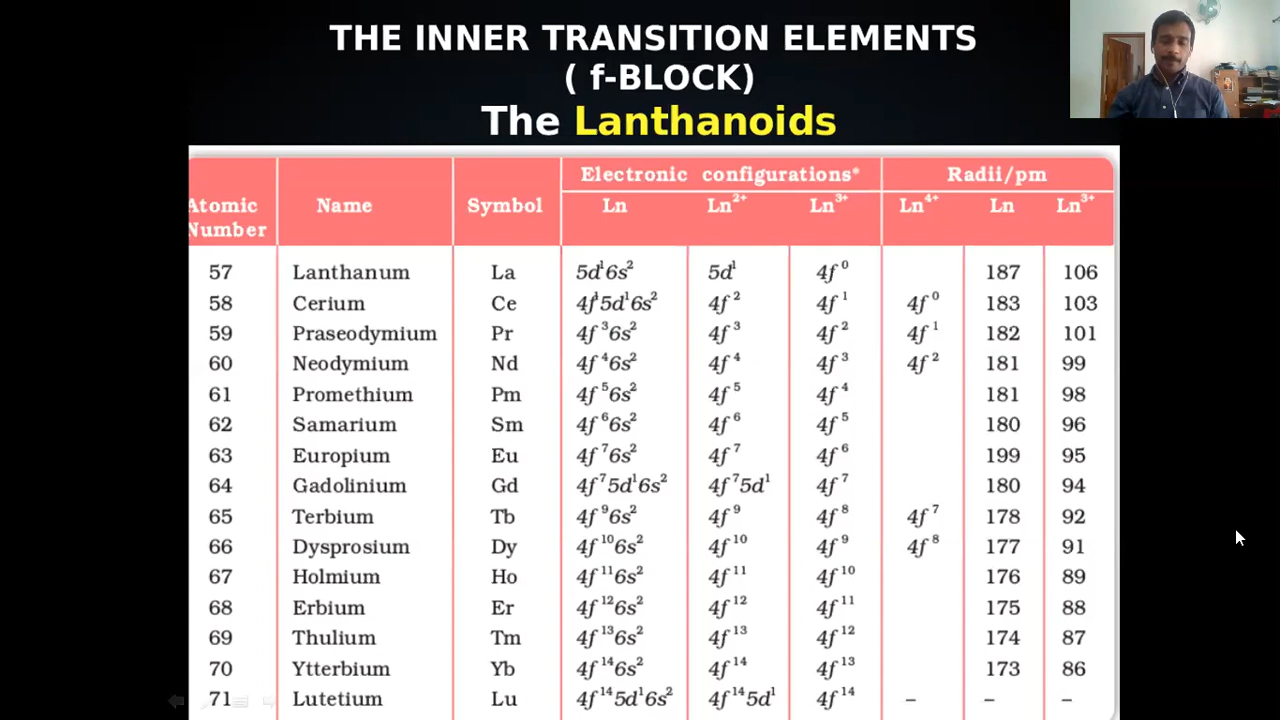 THE INNER TRANSITION ELEMENTS
( f-BLOCK)
The Lanthanoids
Electronic configurations* Radii/pm
Atomic Number Name Symbol Ln Ln²⁺ Ln³⁺ Ln⁴⁺ Ln Ln³⁺
57 Lanthanum La 5d¹6s² 5d¹ 4f⁰ 187 106
58 Cerium Ce 4f¹5d¹6s² 4f² 4f¹ 4f⁰ 183 103
59 Praseodymium Pr 4f³6s² 4f³ 4f² 4f¹ 182 101
60 Neodymium Nd 4f⁴6s² 4f⁴ 4f³ 4f² 181 99
61 Promethium Pm 4f⁵6s² 4f⁵ 4f⁴ 181 98
62 Samarium Sm 4f⁶6s² 4f⁶ 4f⁵ 180 96
63 Europium Eu 4f⁷6s² 4f⁷ 4f⁶ 199 95
64 Gadolinium Gd 4f⁷5d¹6s² 4f⁷5d¹ 4f⁷ 180 94
65 Terbium Tb 4f⁹6s² 4f⁹ 4f⁸ 4f⁷ 178 92
66 Dysprosium Dy 4f¹⁰6s² 4f¹⁰ 4f⁹ 4f⁸ 177 91
67 Holmium Ho 4f¹¹6s² 4f¹¹ 4f¹⁰ 176 89
68 Erbium Er 4f¹²6s² 4f¹² 4f¹¹ 175 88
69 Thulium Tm 4f¹³6s² 4f¹³ 4f¹² 174 87
70 Ytterbium Yb 4f¹⁴6s² 4f¹⁴ 4f¹³ 173 86
71 Lutetium Lu 4f¹⁴5d¹6s² 4f¹⁴5d¹ 4f¹⁴ – – –